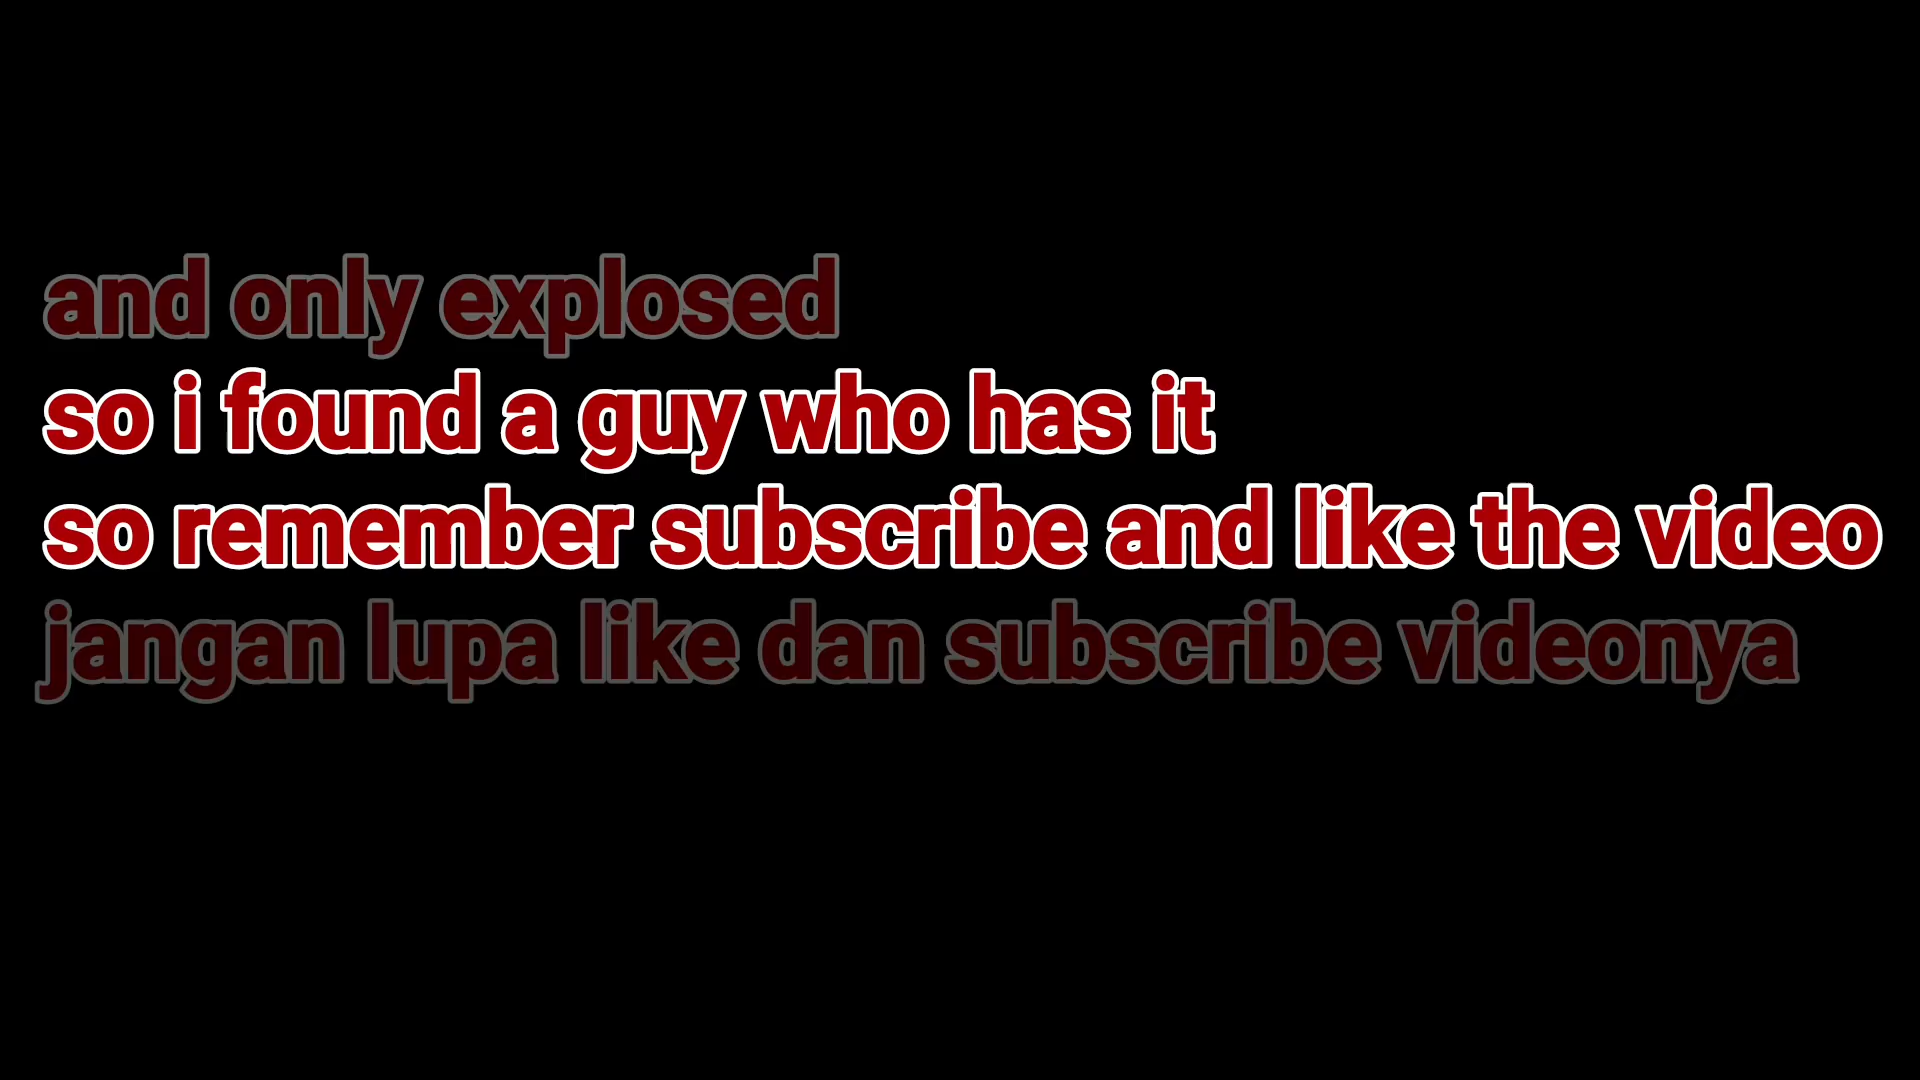 and only explosed
so i found a guy who has it
so remember subscribe and like the video
jangan lupa like dan subscribe videonya